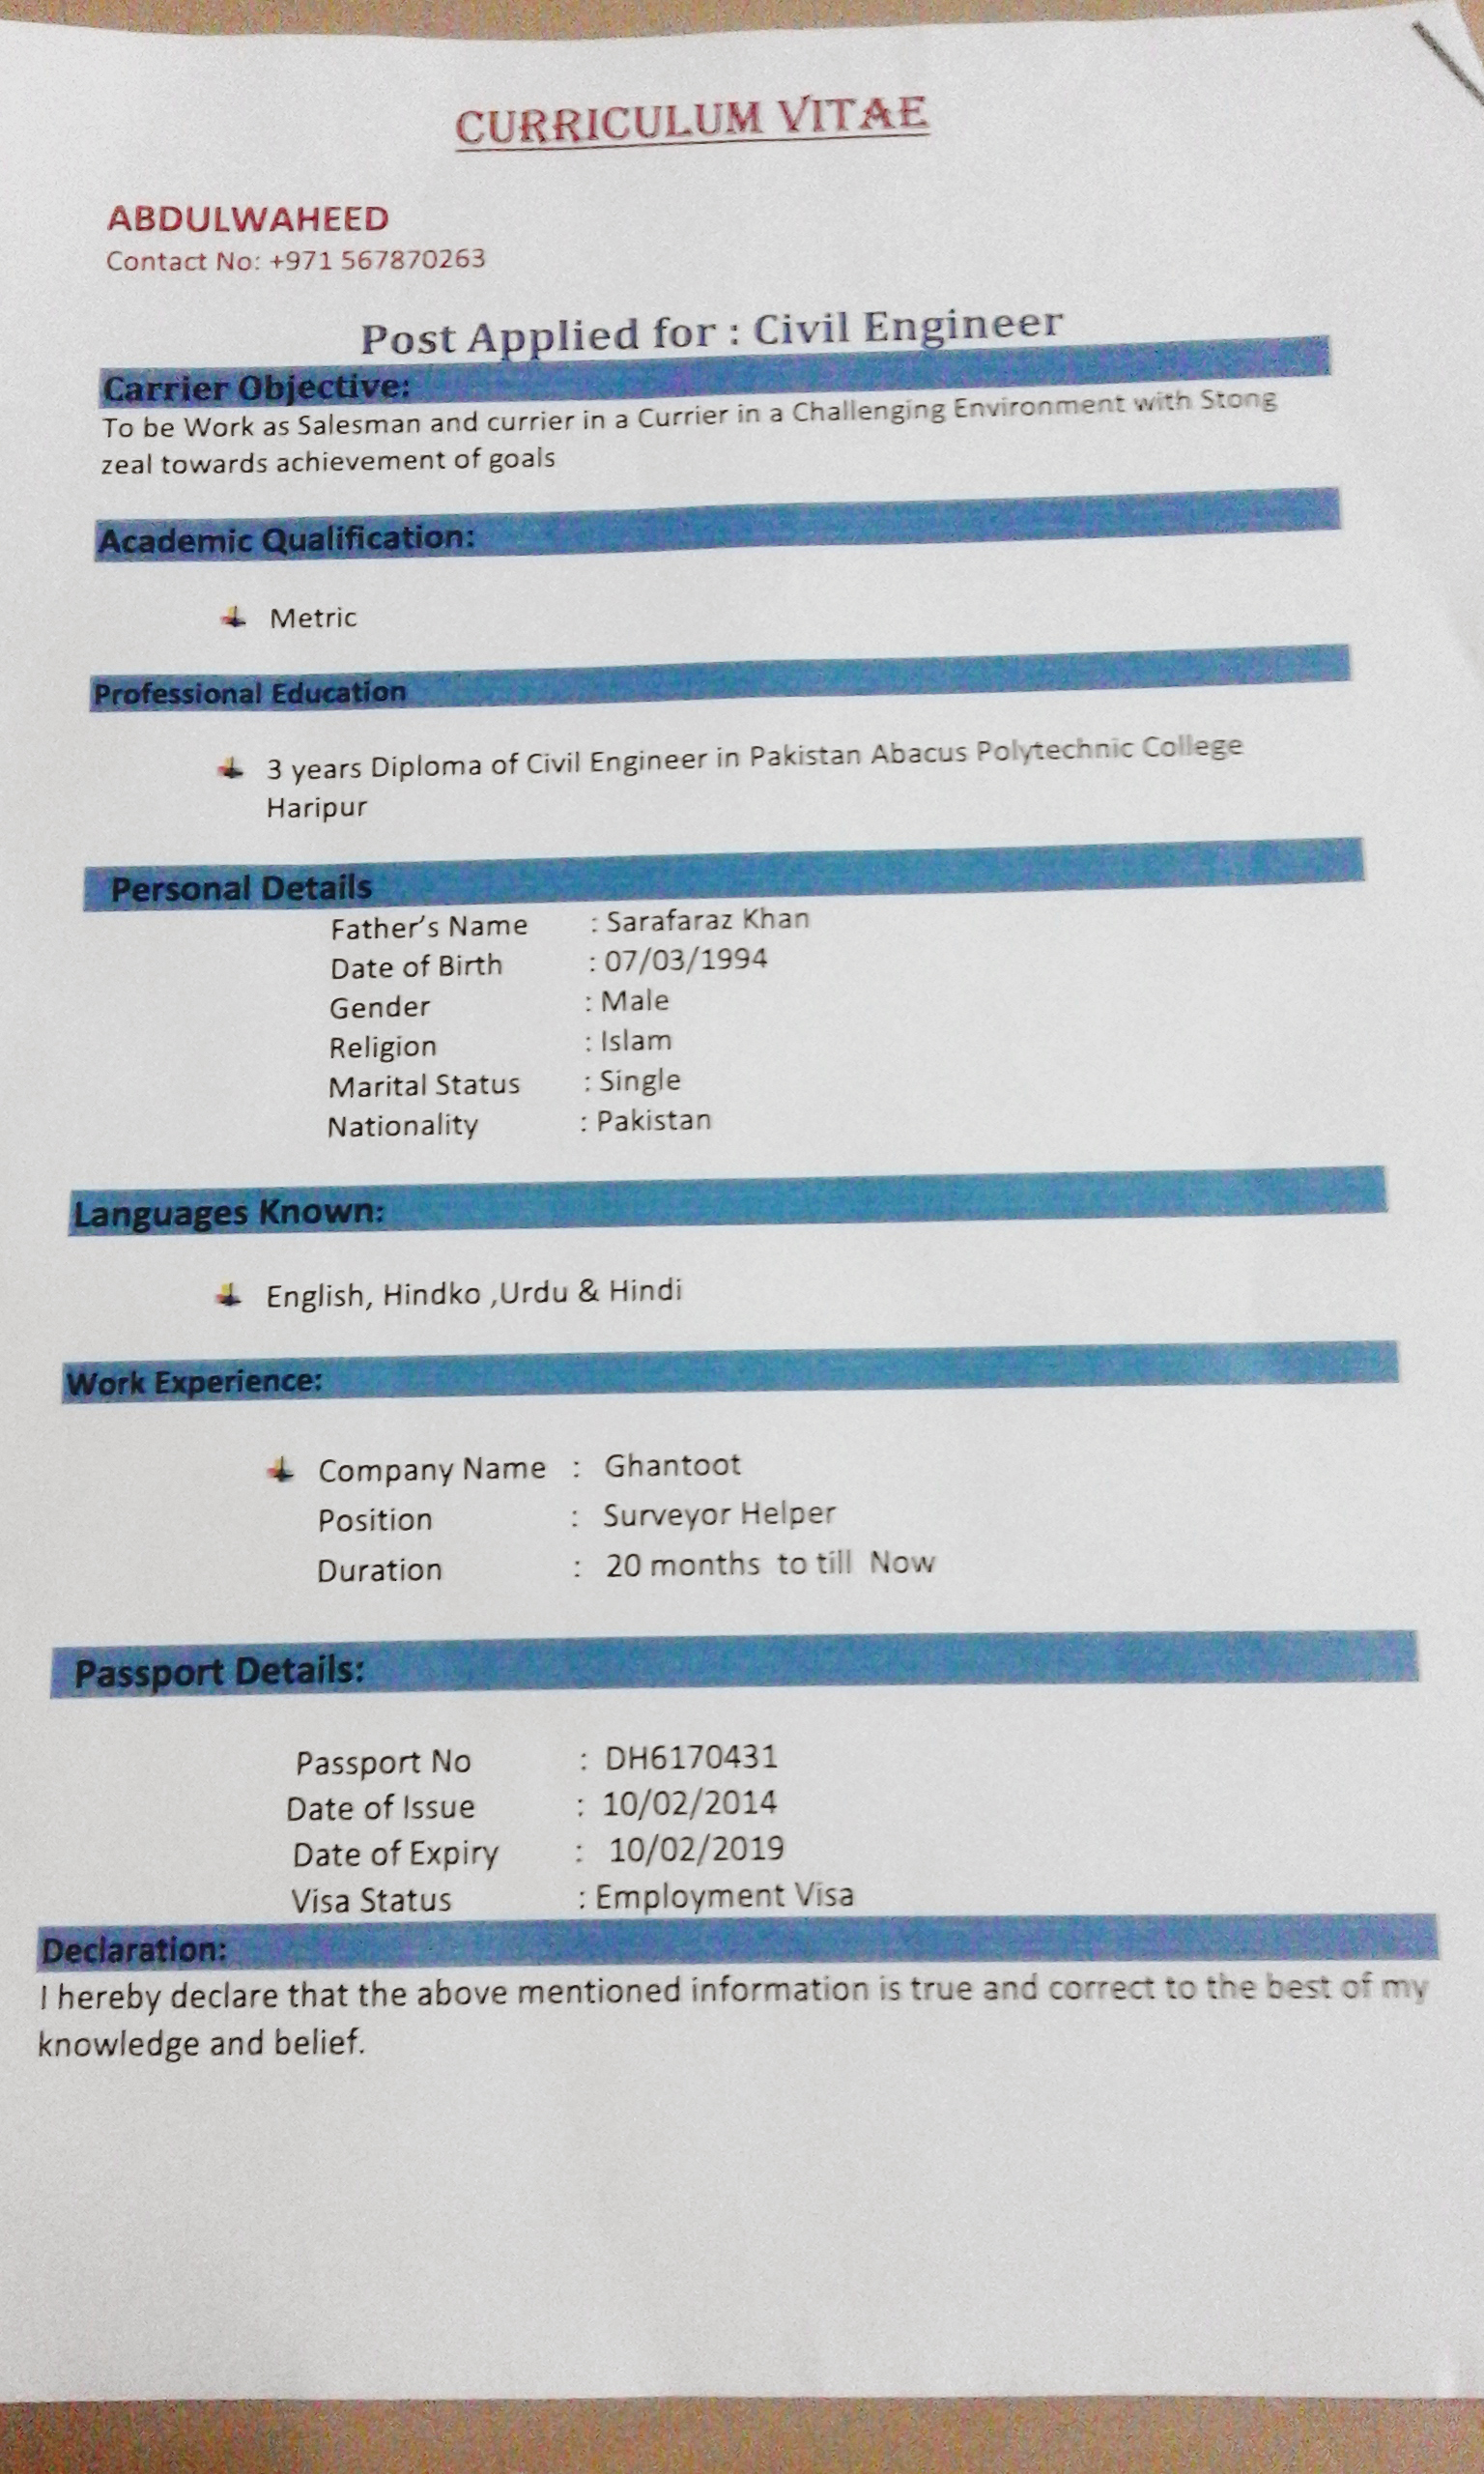 CURRICULUM VITAE
ABDULWAHEED
Contact No: +971 567870263
Post Applied for : Civil Engineer
Carrier Objective:
To be Work as Salesman and currier in a Currier in a Challenging Environment with Stong
zeal towards achievement of goals
Academic Qualification:
Metric
Professional Education
3 years Diploma of Civil Engineer in Pakistan Abacus Polytechnic College
Haripur
Personal Details
Father's Name : Sarafaraz Khan
Date of Birth : 07/03/1994
Gender : Male
Religion : Islam
Marital Status : Single
Nationality : Pakistan
Languages Known:
English, Hindko ,Urdu & Hindi
Work Experience:
Company Name : Ghantoot
Position : Surveyor Helper
Duration : 20 months to till Now
Passport Details:
Passport No : DH6170431
Date of Issue : 10/02/2014
Date of Expiry : 10/02/2019
Visa Status : Employment Visa
Declaration:
I hereby declare that the above mentioned information is true and correct to the best of my
knowledge and belief.